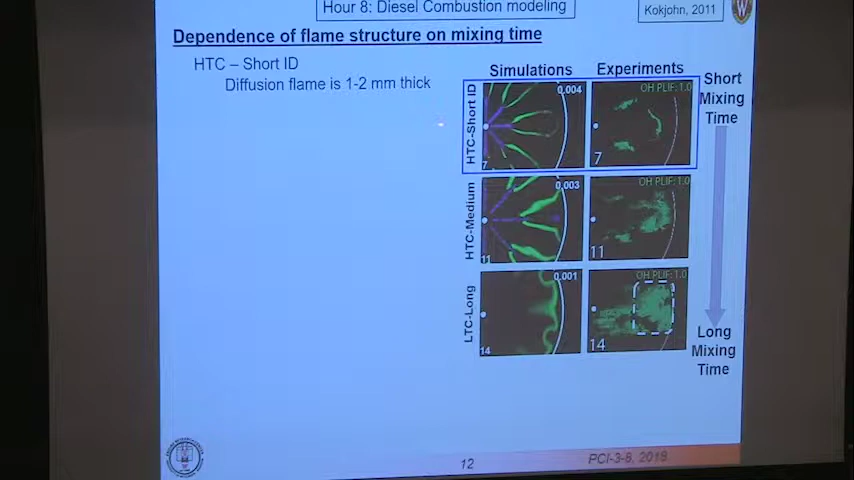 Hour 8: Diesel Combustion modeling
Kokjohn, 2011
Dependence of flame structure on mixing time
HTC – Short ID
Diffusion flame is 1-2 mm thick
Simulations
Experiments
HTC-Short ID
0.004
7
OH PLIF: 1.0
7
HTC-Medium
0.003
11
OH PLIF: 1.0
11
LTC-Long
0.001
14
OH PLIF: 1.0
14
Short
Mixing
Time
Long
Mixing
Time
12
PCI-3-8, 2018